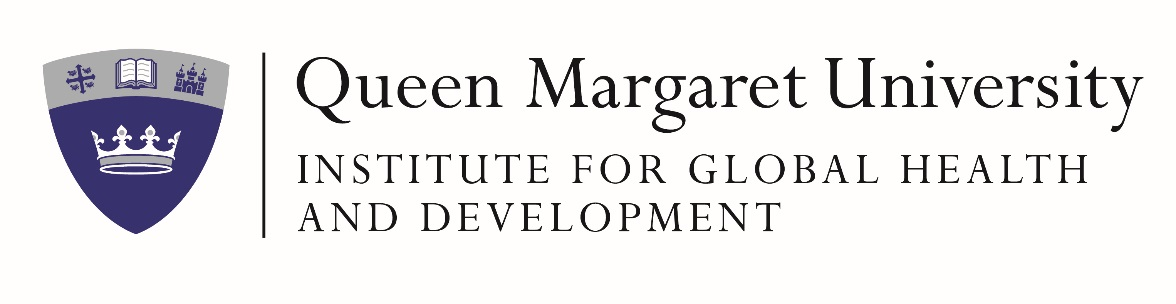 Queen Margaret University
INSTITUTE FOR GLOBAL HEALTH
AND DEVELOPMENT